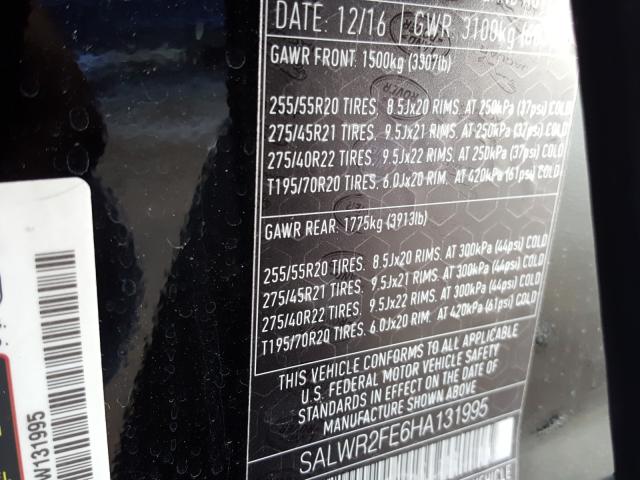 DATE: 12/16 GWR 3100kg
GAWR FRONT: 1500kg (3307lb)
255/55R20 TIRES. 8.5Jx20 RIMS. AT 250kPa (37psi) COLD
275/45R21 TIRES. 9.5Jx21 RIMS. AT 250kPa (37psi) COLD
275/40R22 TIRES. 9.5Jx22 RIMS. AT 250kPa (37psi) COLD
T195/70R20 TIRES. 6.0Jx20 RIM. AT 420kPa (61psi) COLD
GAWR REAR: 1775kg (3913lb)
255/55R20 TIRES. 8.5Jx20 RIMS. AT 300kPa (44psi) COLD
275/45R21 TIRES. 9.5Jx21 RIMS. AT 300kPa (44psi) COLD
275/40R22 TIRES. 9.5Jx22 RIMS. AT 300kPa (44psi) COLD
T195/70R20 TIRES. 6.0Jx20 RIM. AT 420kPa (61psi) COLD
THIS VEHICLE CONFORMS TO ALL APPLICABLE
U.S. FEDERAL MOTOR VEHICLE SAFETY
STANDARDS IN EFFECT ON THE DATE OF
MANUFACTURE SHOWN ABOVE
SALWR2FE6HA131995
VEHICLE
W131995
ROVER